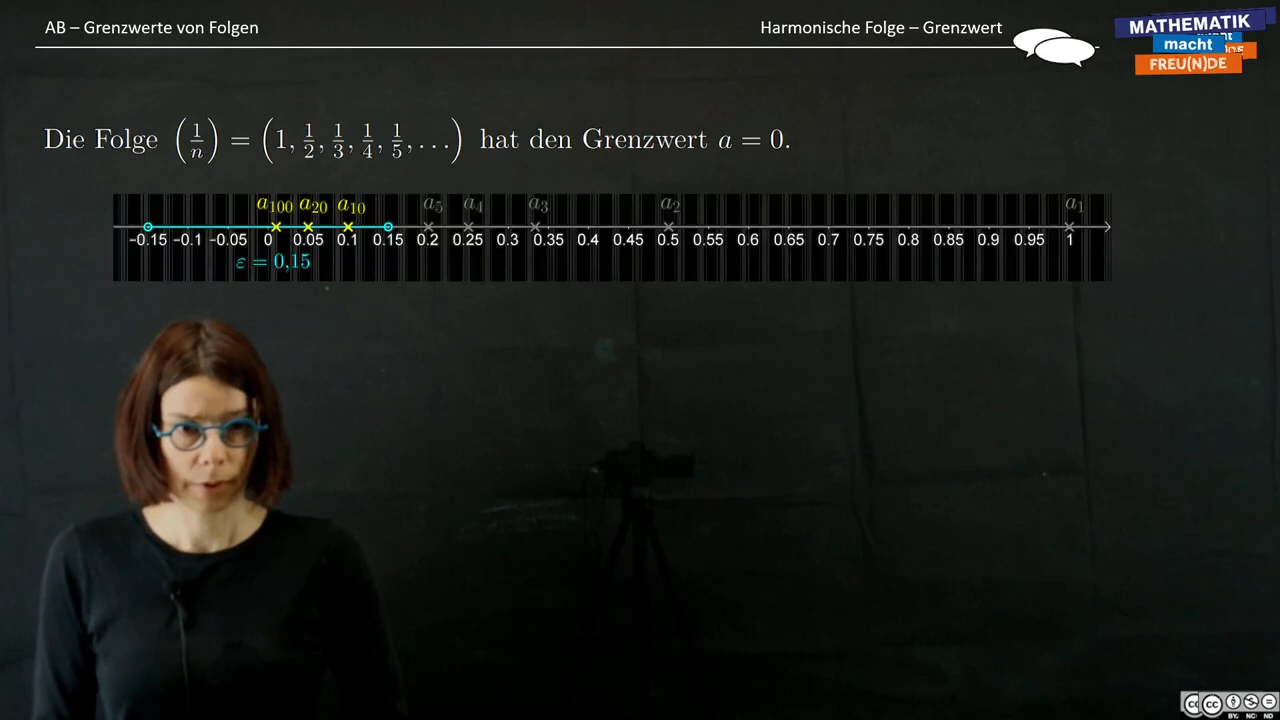 AB – Grenzwerte von Folgen
Harmonische Folge – Grenzwert
MATHEMATIK
macht
FREU(N)DE
Die Folge (1/n) = (1, 1/2, 1/3, 1/4, 1/5, ...) hat den Grenzwert a = 0.
a₁₀₀ a₂₀ a₁₀ a₅ a₄ a₃ a₂ a₁
−0.15 −0.1 −0.05 0 0.05 0.1 0.15 0.2 0.25 0.3 0.35 0.4 0.45 0.5 0.55 0.6 0.65 0.7 0.75 0.8 0.85 0.9 0.95 1
ε = 0,15
cc BY NC ND